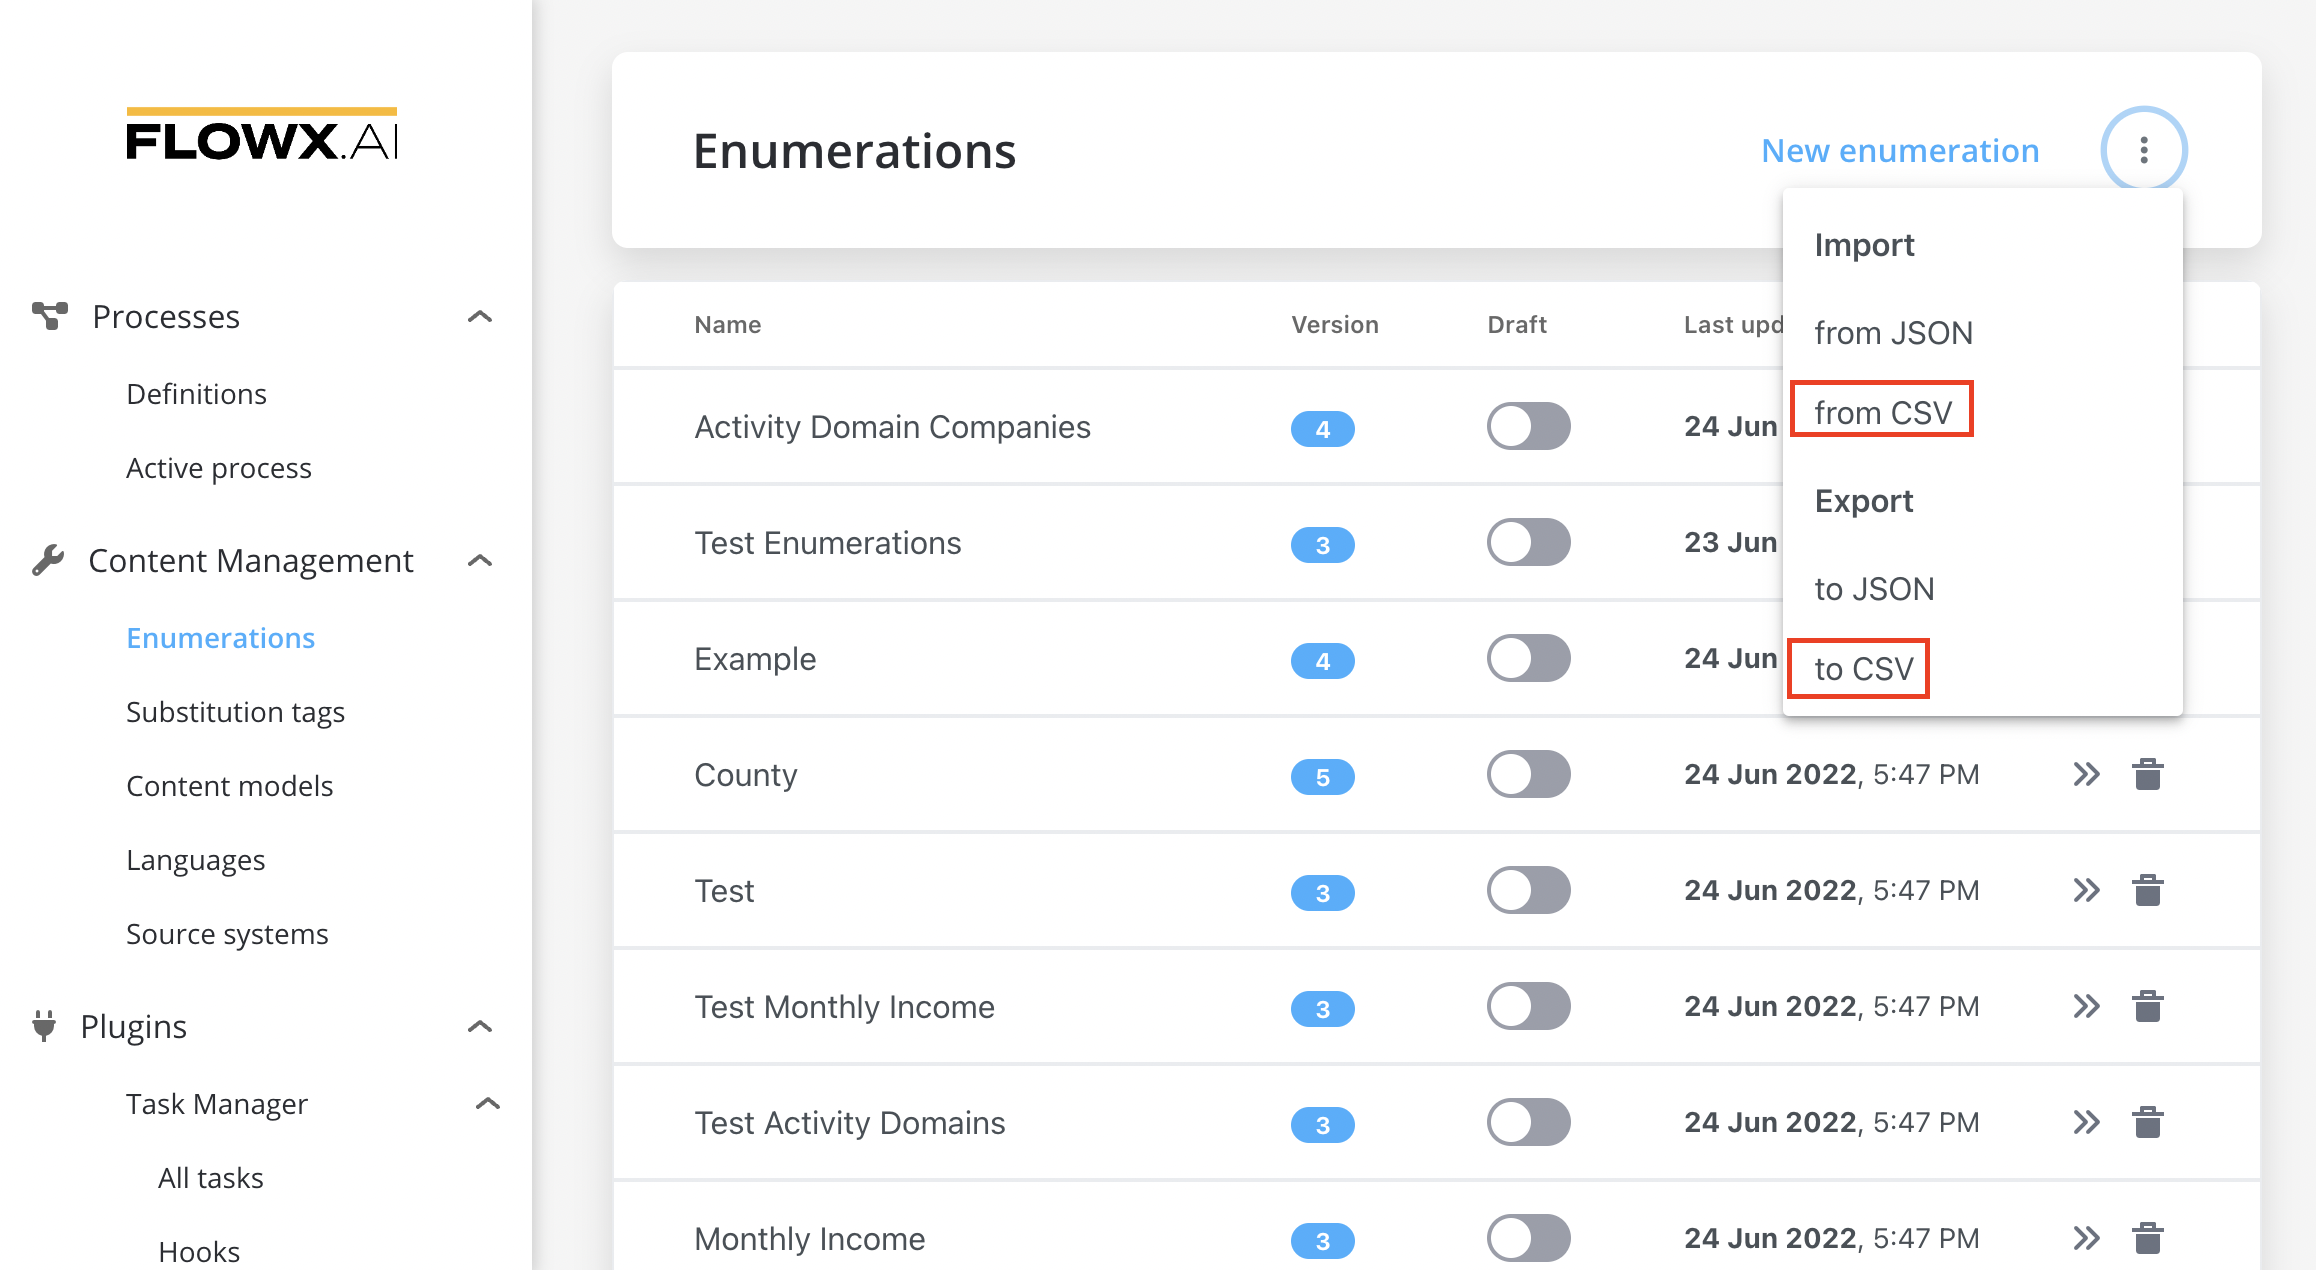 FLOWX.AI
Processes
Definitions
Active process
Content Management
Enumerations
Substitution tags
Content models
Languages
Source systems
Plugins
Task Manager
All tasks
Hooks
Enumerations
New enumeration
Import
from JSON
from CSV
Export
to JSON
to CSV
Name Version Draft Last upd
Activity Domain Companies 4 24 Jun
Test Enumerations 3 23 Jun
Example 4 24 Jun
County 5 24 Jun 2022, 5:47 PM
Test 3 24 Jun 2022, 5:47 PM
Test Monthly Income 3 24 Jun 2022, 5:47 PM
Test Activity Domains 3 24 Jun 2022, 5:47 PM
Monthly Income 3 24 Jun 2022, 5:47 PM